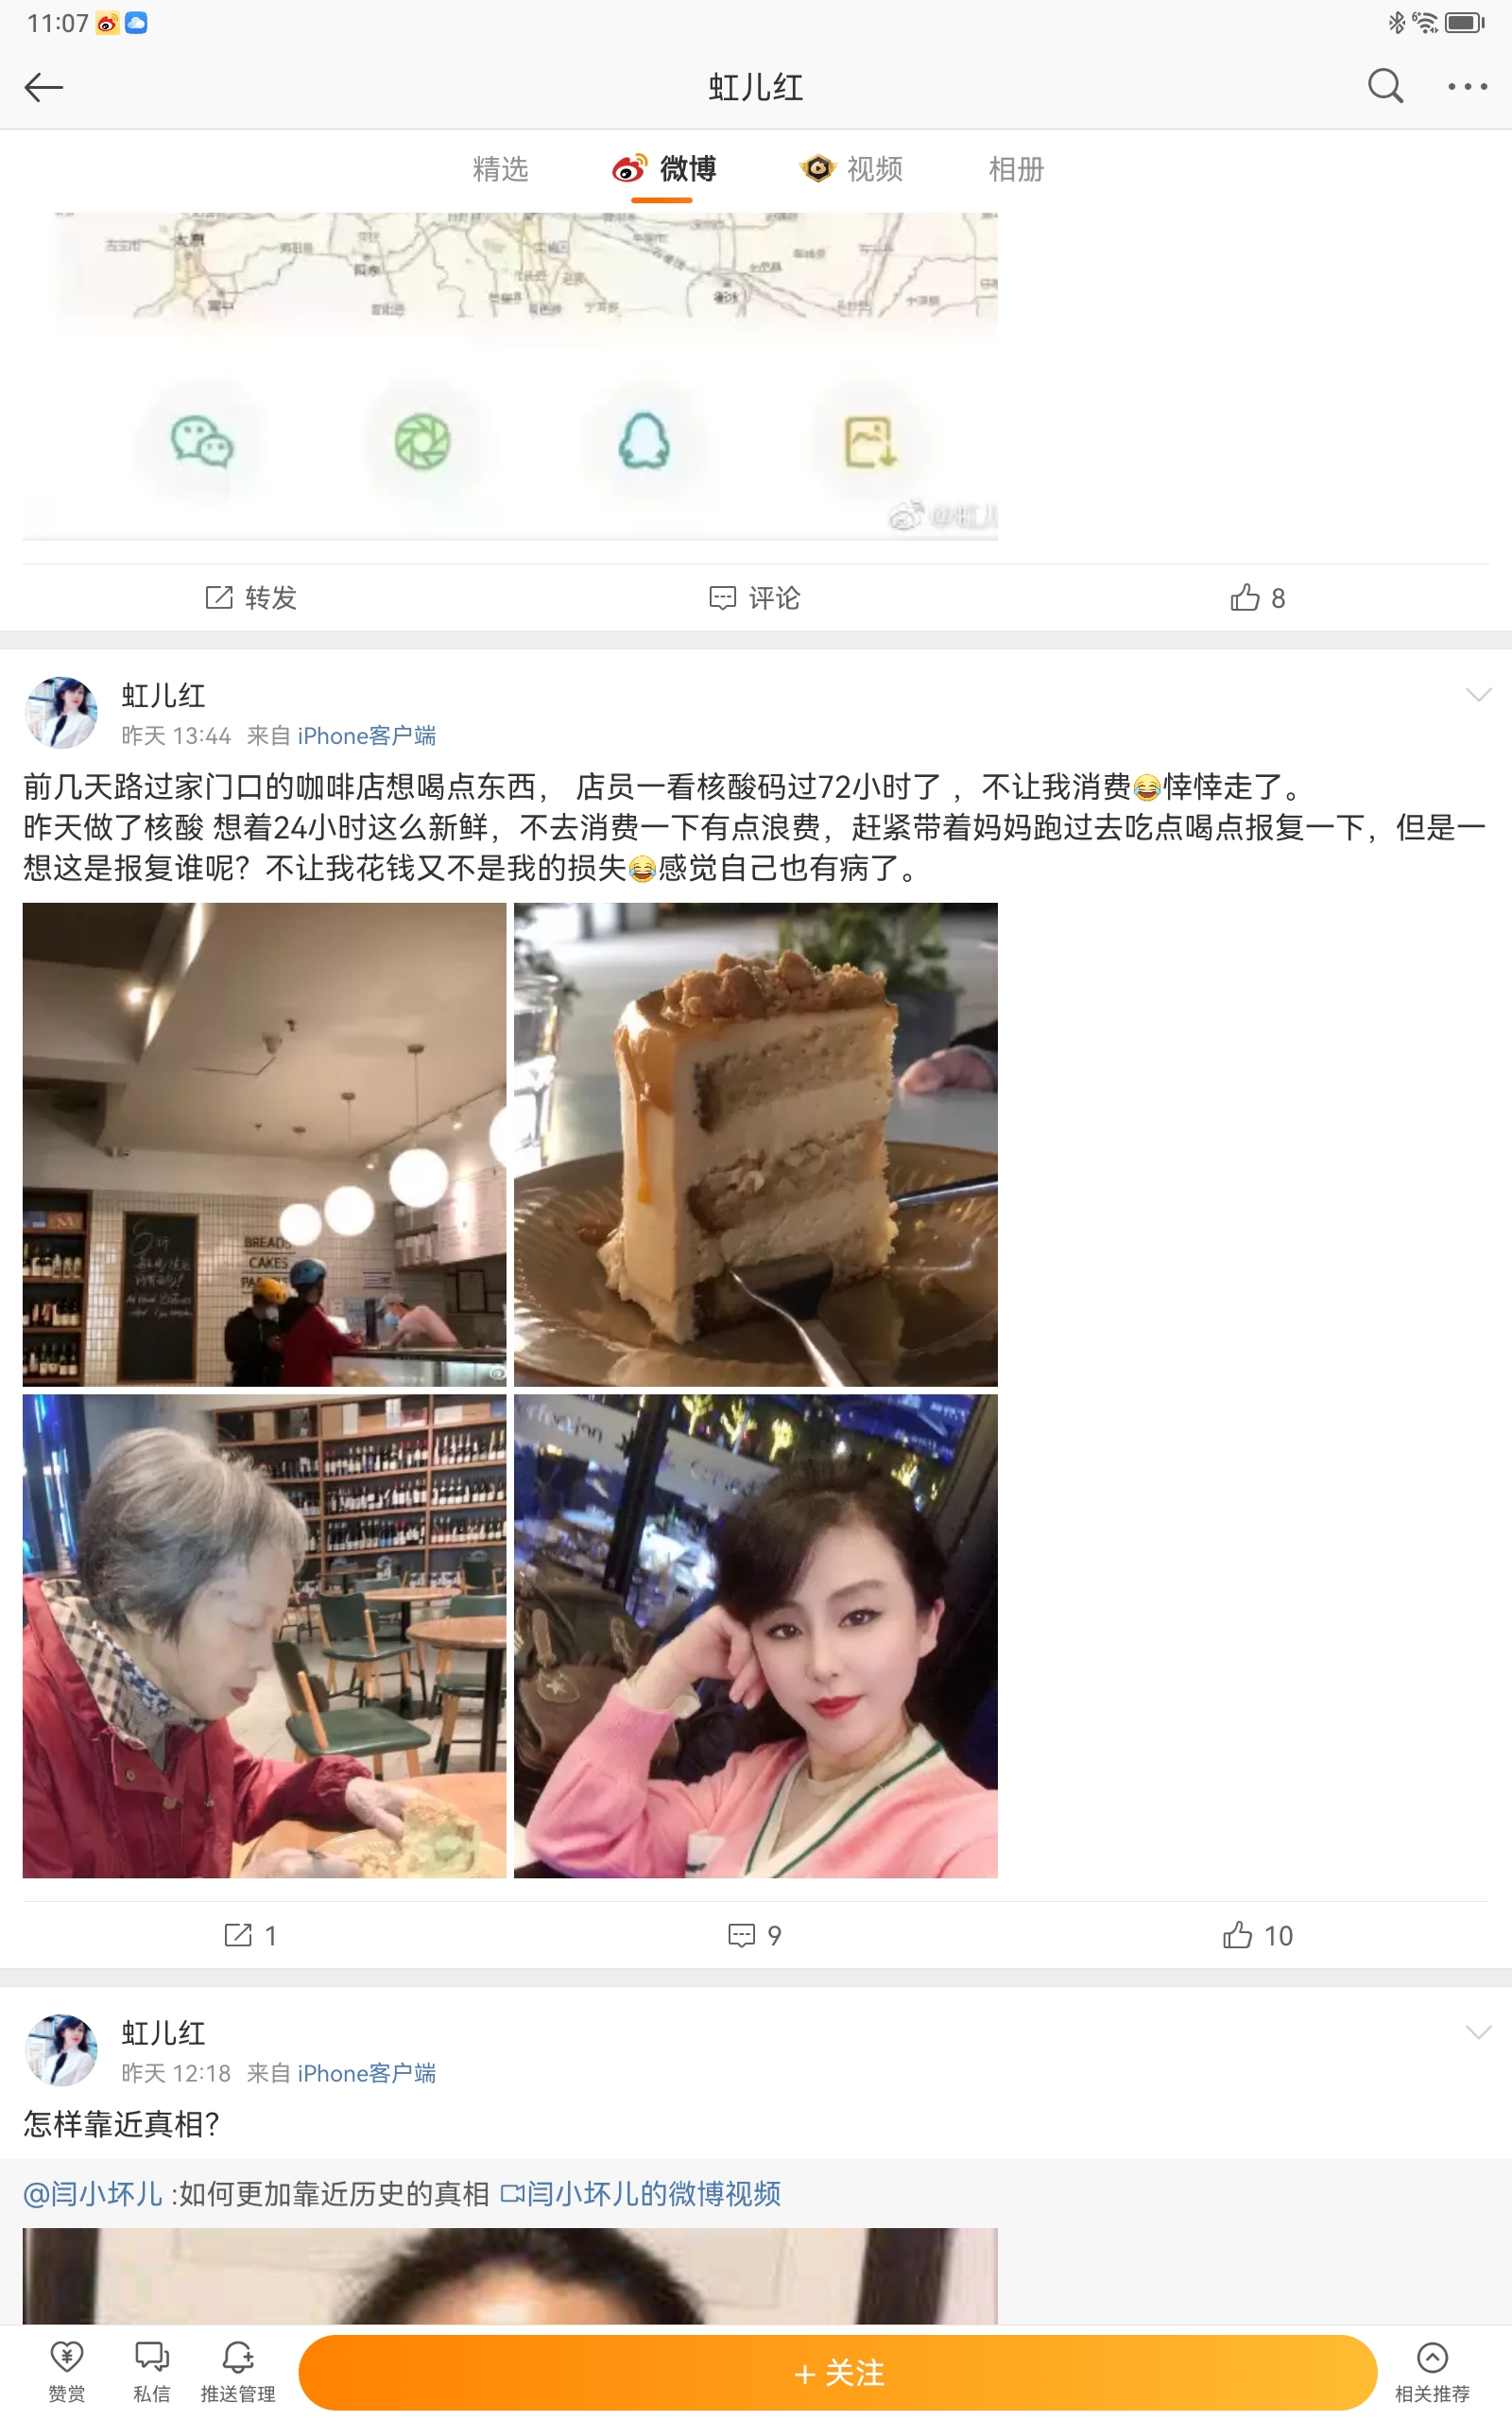 11:07
虹儿红
精选 微博 视频 相册
太原
衡水
转发 评论 8
虹儿红
昨天 13:44 来自 iPhone客户端
前几天路过家门口的咖啡店想喝点东西， 店员一看核酸码过72小时了 ，不让我消费😂悻悻走了。
昨天做了核酸 想着24小时这么新鲜，不去消费一下有点浪费，赶紧带着妈妈跑过去吃点喝点报复一下，但是一
想这是报复谁呢？不让我花钱又不是我的损失😂感觉自己也有病了。
BREADS
CAKES
1 9 10
虹儿红
昨天 12:18 来自 iPhone客户端
怎样靠近真相？
@闫小坏儿 :如何更加靠近历史的真相 闫小坏儿的微博视频
赞赏 私信 推送管理 +关注 相关推荐